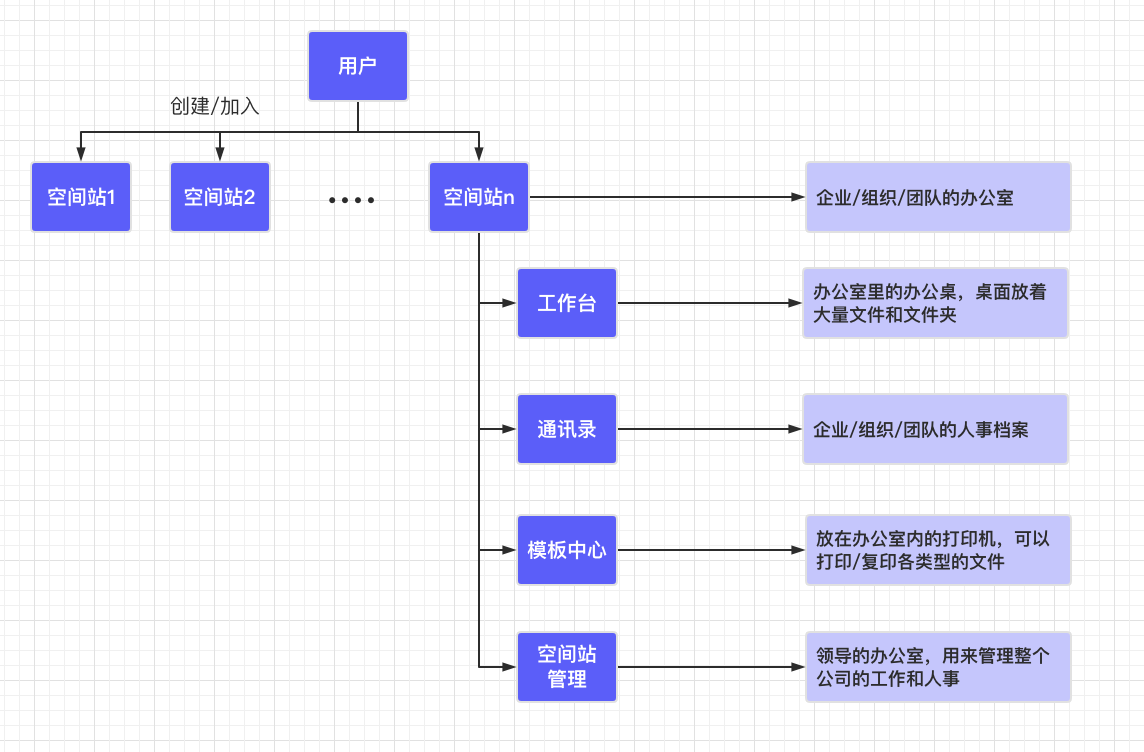 用户
创建/加入
空间站1
空间站2
····
空间站n
企业/组织/团队的办公室
工作台
办公室里的办公桌，桌面放着
大量文件和文件夹
通讯录
企业/组织/团队的人事档案
模板中心
放在办公室内的打印机，可以
打印/复印各类型的文件
空间站
管理
领导的办公室，用来管理整个
公司的工作和人事